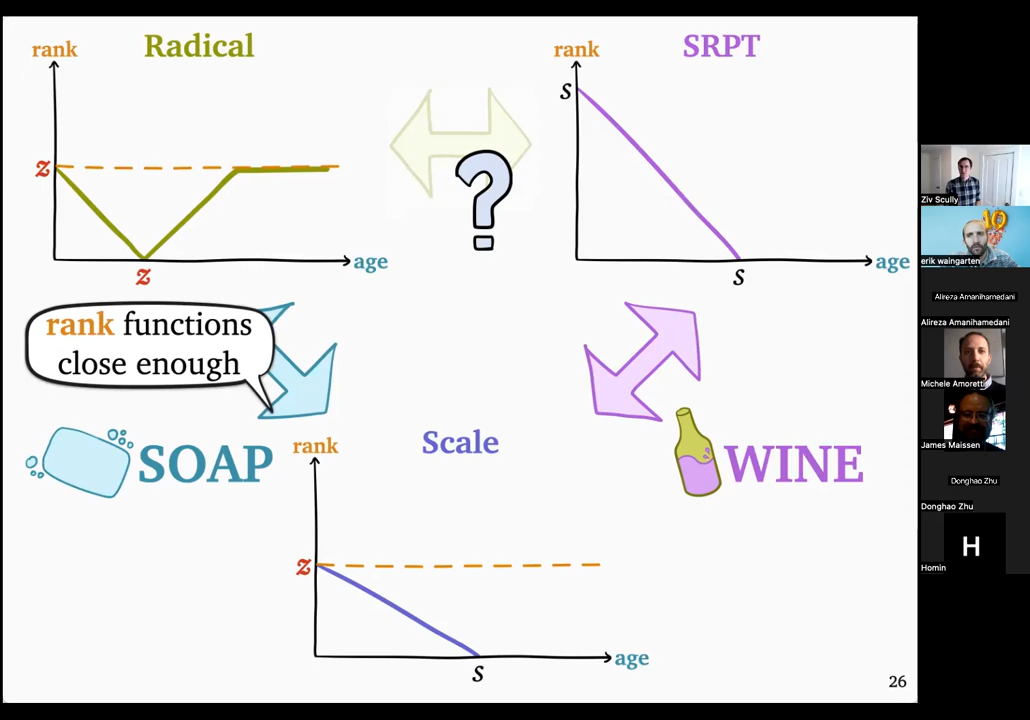 Radical
rank
z
z
age
SRPT
rank
s
s
age
?
rank functions
close enough
SOAP
WINE
Scale
rank
z
s
age
26
Ziv Scully
erik waingarten
Alireza Amanihamedani
Alireza Amanihamedani
Michele Amoretti
James Maissen
Donghao Zhu
Donghao Zhu
H
Homin